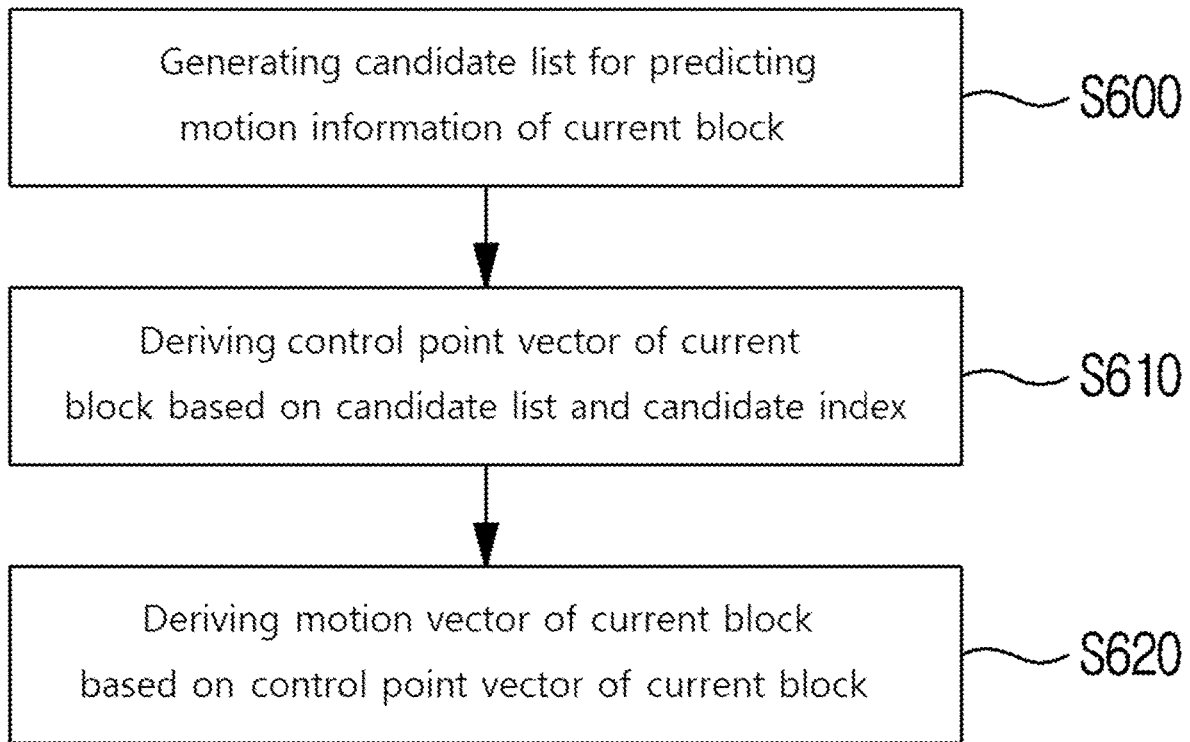 Generating candidate list for predicting
motion information of current block
S600
Deriving control point vector of current
block based on candidate list and candidate index
S610
Deriving motion vector of current block
based on control point vector of current block
S620